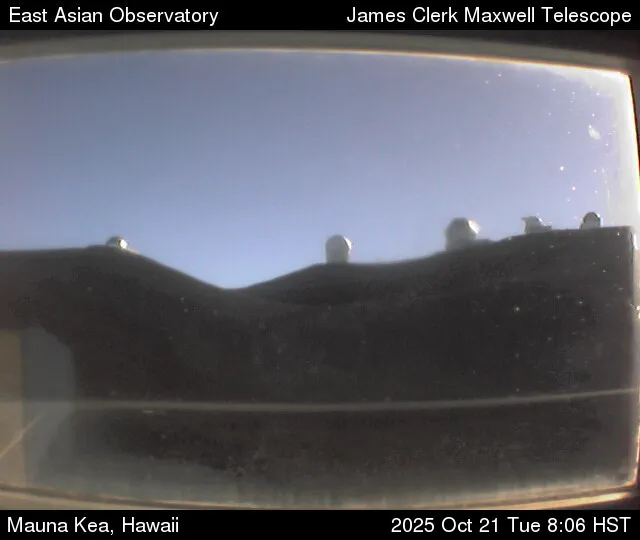 East Asian Observatory
James Clerk Maxwell Telescope
Mauna Kea, Hawaii
2025 Oct 21 Tue 8:06 HST